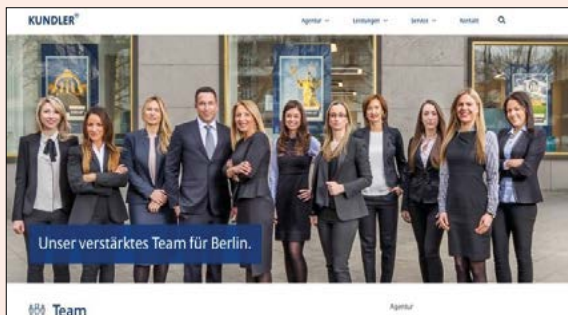 KUNDLER®
Agentur Leistungen Service Kontakt
Unser verstärktes Team für Berlin.
Team
Agentur